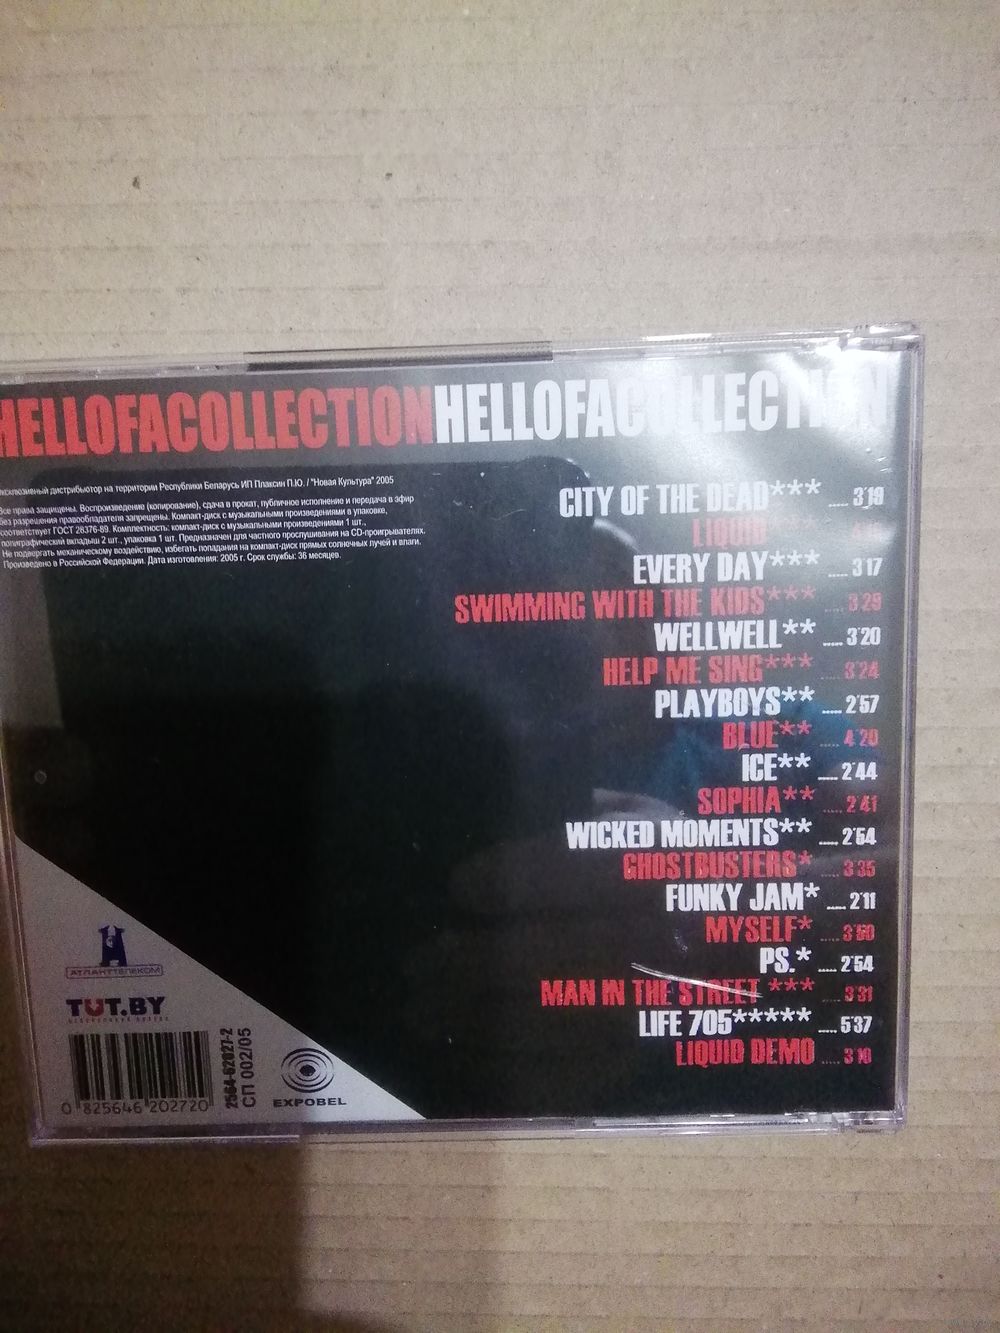 HELLOFACOLLECTIONHELLOFACOLLECTION
эксклюзивный дистрибьютор на территории Республики Беларусь ИП Плаксин П.Ю. / "Новая Культура" 2005
Все права защищены. Воспроизведение (копирование), сдача в прокат, публичное исполнение и передача в эфир
без разрешения правообладателя запрещены. Компакт-диск с музыкальными произведениями в упаковке,
соответствует ГОСТ 28376-89. Комплектность: компакт-диск с музыкальными произведениями 1 шт.,
полиграфический вкладыш 2 шт., упаковка 1 шт. Предназначен для частного прослушивания на CD-проигрывателях.
Не подвергать механическому воздействию, избегать попадания на компакт-диск прямых солнечных лучей и влаги.
Произведено в Российской Федерации. Дата изготовления: 2005 г. Срок службы: 36 месяцев.
CITY OF THE DEAD*** ..... 3'19
LIQUID
EVERY DAY*** ..... 3'17
SWIMMING WITH THE KIDS*** ..... 3'29
WELLWELL** ..... 3'20
HELP ME SING*** ..... 3'24
PLAYBOYS** ..... 2'57
BLUE** ..... 4'20
ICE** ..... 2'44
SOPHIA** ..... 2'41
WICKED MOMENTS** ..... 2'54
GHOSTBUSTERS* ..... 3'35
FUNKY JAM* ..... 2'11
MYSELF* ..... 3'50
PS.* ..... 2'54
MAN IN THE STREET *** ..... 3'31
LIFE 705***** ..... 5'37
LIQUID DEMO ..... 3'10
АТЛАНТТЕЛЕКОМ
TUT.BY
0 825646 202720
2564-62027-2
СП 002/05
EXPOBEL